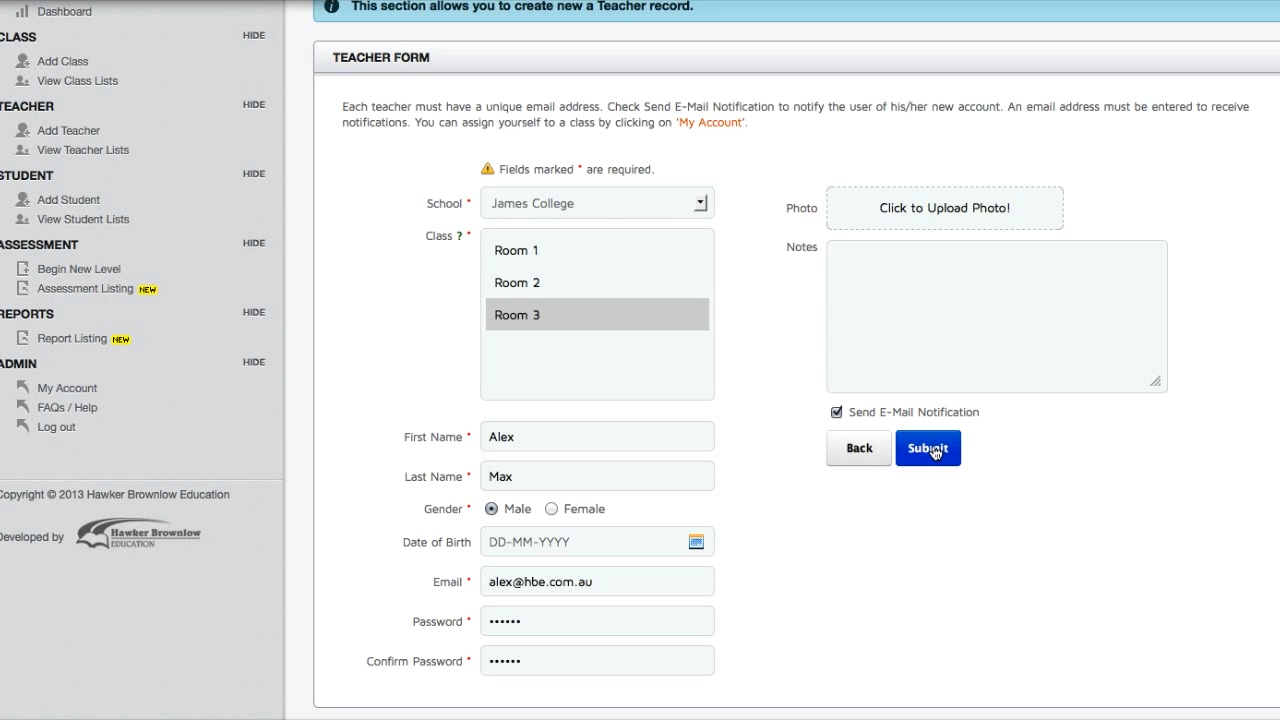 Dashboard
CLASS HIDE
Add Class
View Class Lists
TEACHER HIDE
Add Teacher
View Teacher Lists
STUDENT HIDE
Add Student
View Student Lists
ASSESSMENT HIDE
Begin New Level
Assessment Listing NEW
REPORTS HIDE
Report Listing NEW
ADMIN HIDE
My Account
FAQs / Help
Log out
Copyright © 2013 Hawker Brownlow Education
Developed by Hawker Brownlow
EDUCATION
This section allows you to create new a Teacher record.
TEACHER FORM
Each teacher must have a unique email address. Check Send E-Mail Notification to notify the user of his/her new account. An email address must be entered to receive
notifications. You can assign yourself to a class by clicking on 'My Account'.
Fields marked * are required.
School * James College
Class ? *
Room 1
Room 2
Room 3
First Name * Alex
Last Name * Max
Gender * Male Female
Date of Birth DD-MM-YYYY
Email * alex@hbe.com.au
Password * ••••••
Confirm Password * ••••••
Photo Click to Upload Photo!
Notes
Send E-Mail Notification
Back Submit